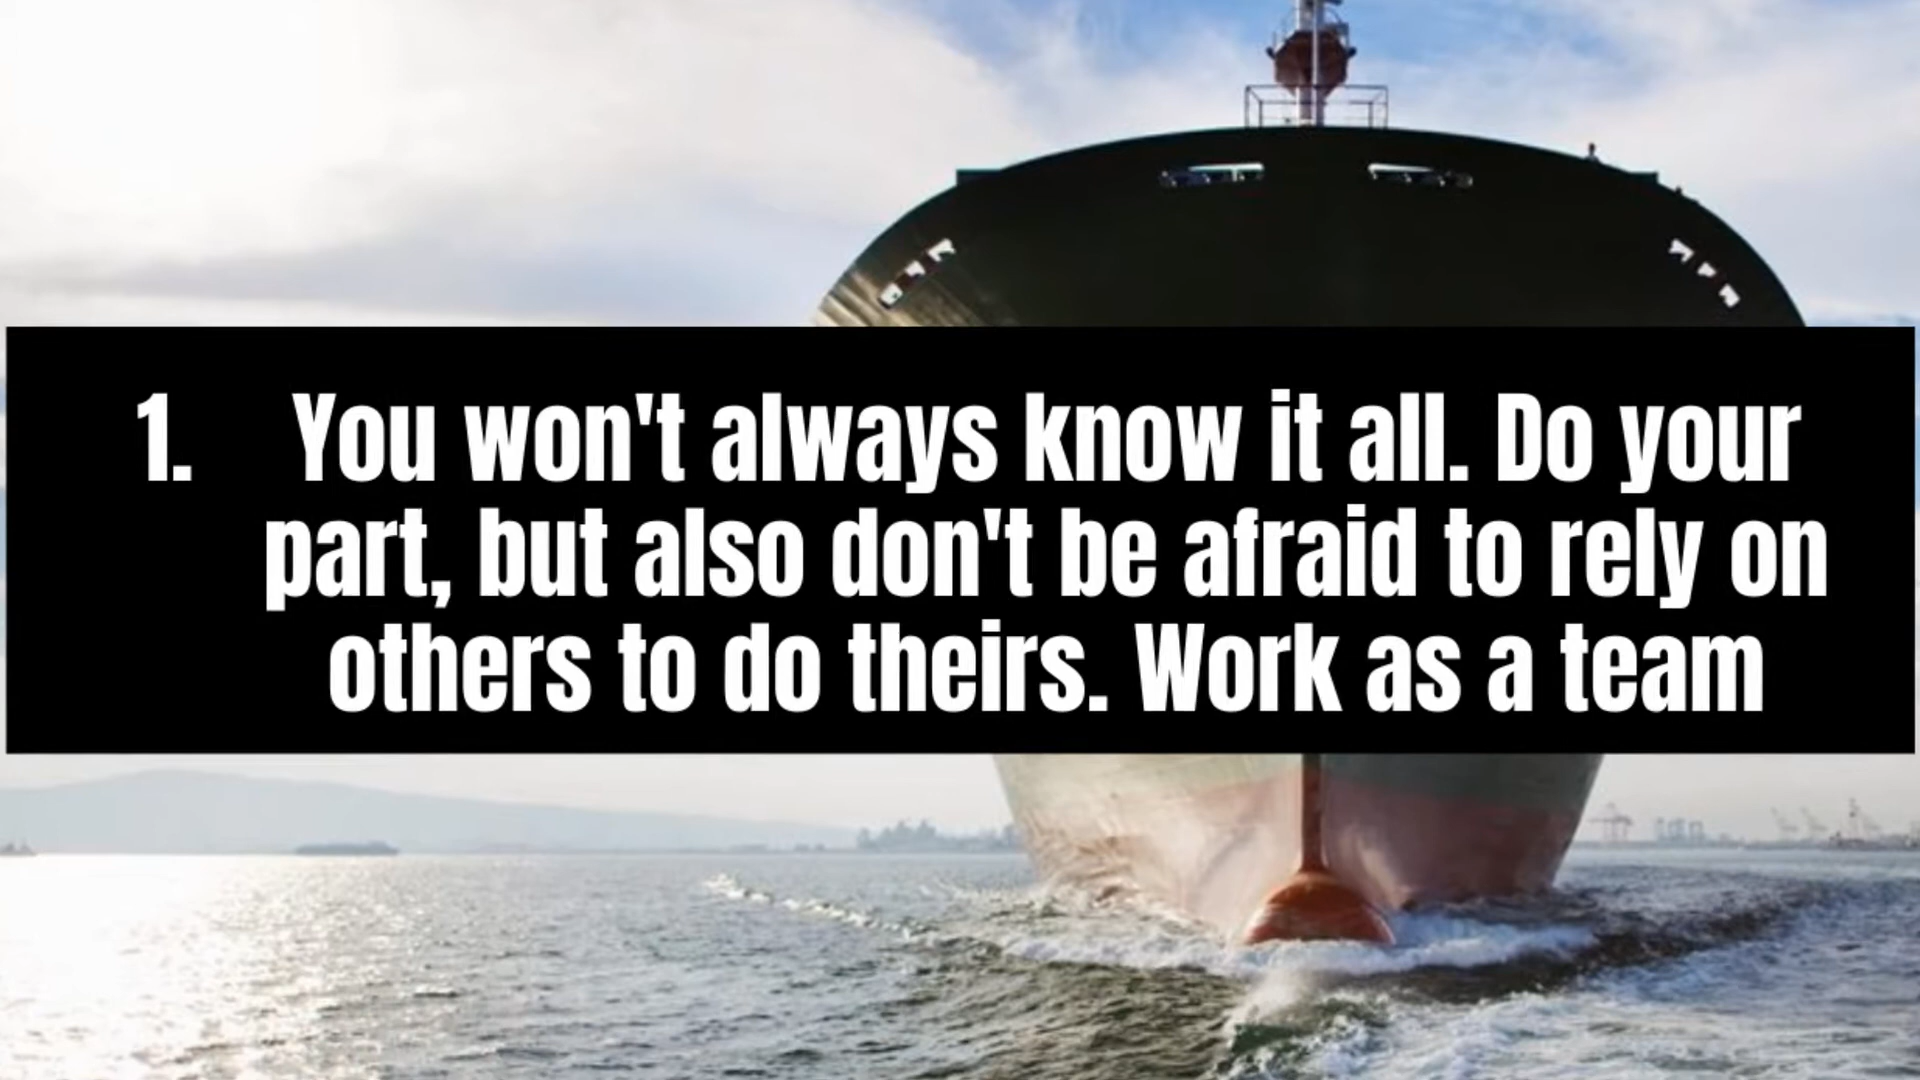 1. You won't always know it all. Do your
part, but also don't be afraid to rely on
others to do theirs. Work as a team